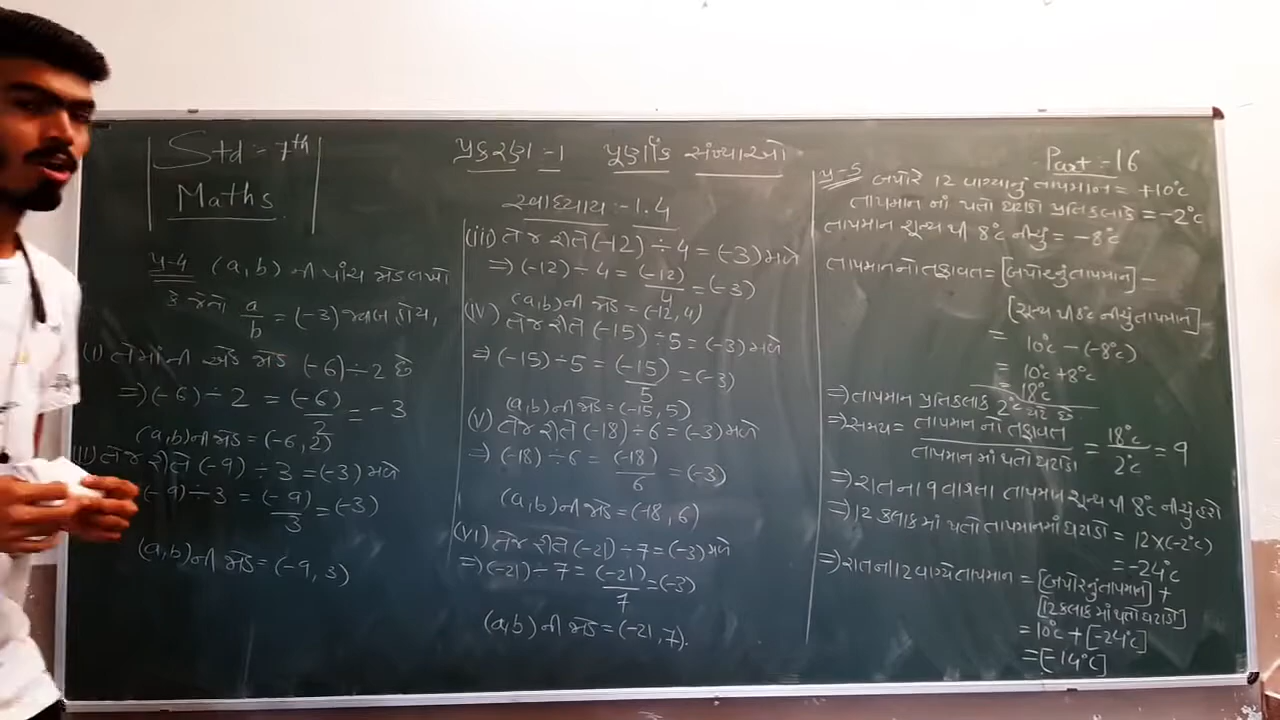 Std - 7th
Maths
પ્રકરણ :- 1 પૂર્ણાંક સંખ્યાઓ
Part :- 16
સ્વાધ્યાય :- 1.4
પ્ર-4 (a,b) ની પાંચ જોડ લખો
કે જેનો a/b = (-3) જવાબ હોય,
(i) તેમાંની એક જોડ (-6)÷2 છે
⇒ (-6) ÷ 2 = (-6)/2 = -3
(a,b)ની જોડ = (-6, 2)
(ii) તેજ રીતે (-9) ÷ 3 = (-3) મળે
(-9) ÷ 3 = (-9)/3 = (-3)
(a,b)ની જોડ = (-9, 3)
(iii) તેજ રીતે (-12) ÷ 4 = (-3) મળે
⇒ (-12) ÷ 4 = (-12)/4 = (-3)
(a,b)ની જોડ = (-12, 4)
(iv) તેજ રીતે (-15) ÷ 5 = (-3) મળે
⇒ (-15) ÷ 5 = (-15)/5 = (-3)
(a,b)ની જોડ = (-15, 5)
(v) તેજ રીતે (-18) ÷ 6 = (-3) મળે
⇒ (-18) ÷ 6 = (-18)/6 = (-3)
(a,b)ની જોડ = (-18, 6)
(vi) તેજ રીતે (-21) ÷ 7 = (-3) મળે
⇒ (-21) ÷ 7 = (-21)/7 = (-3)
(a,b) ની જોડ = (-21, 7).
પ્ર-5 બપોરે 12 વાગ્યાનું તાપમાન = +10°c
તાપમાન નાં થતો ઘટાડો પ્રતિ કલાકે = -2°c
તાપમાન શૂન્ય થી 8°c નીચું = -8°c
તાપમાનનો તફાવત = [બપોરનું તાપમાન] -
[શૂન્ય થી 8°c નીચું તાપમાન]
= 10°c - (-8°c)
= 10°c + 8°c
= 18°c
⇒ તાપમાન પ્રતિકલાક 2°c ઘટે છે
⇒ સમય = તાપમાન નો તફાવત / તાપમાં માં થતો ઘટાડો = 18°c/2°c = 9
⇒ રાતના 9 વાગતા તાપમાન શૂન્ય થી 8°c નીચું હશે
⇒ 12 કલાક માં થતો તાપમાનમાં ઘટાડો = 12×(-2°c)
= -24°c
⇒ રાતના 12 વાગ્યે તાપમાન = [બપોરનું તાપમાન] +
[12 કલાક માં થતો ઘટાડો]
= 10°c + [-24°c]
= [-14°c]